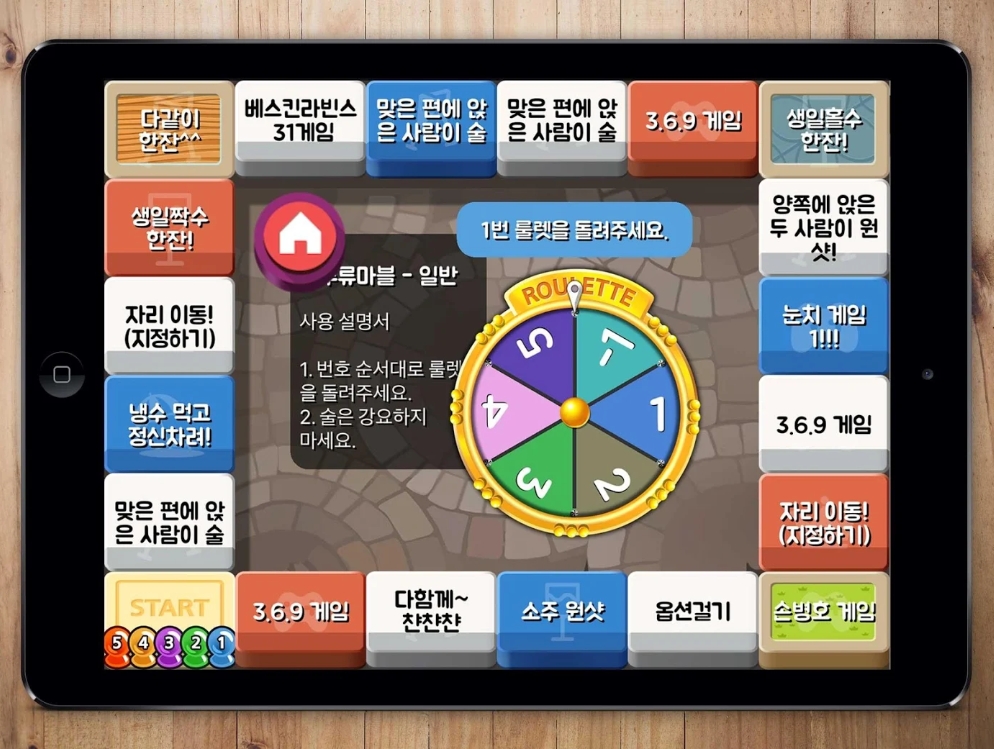 다같이
한잔^^
베스킨라빈스
31게임
맞은 편에 앉
은 사람이 술
맞은 편에 앉
은 사람이 술
3.6.9 게임
생일홀수
한잔!
생일짝수
한잔!
양쪽에 앉은
두 사람이 원
샷!
1번 룰렛을 돌려주세요.
류마블 - 일반
사용 설명서
1. 번호 순서대로 룰렛
을 돌려주세요.
2. 술은 강요하지
마세요.
ROULETTE
5
-1
4
1
3
2
자리 이동!
(지정하기)
눈치 게임
1!!!
냉수 먹고
정신차려!
3.6.9 게임
맞은 편에 앉
은 사람이 술
자리 이동!
(지정하기)
START
5 4 3 2 1
3.6.9 게임
다함께~
챤챤챤
소주 원샷
옵션걸기
손병호 게임